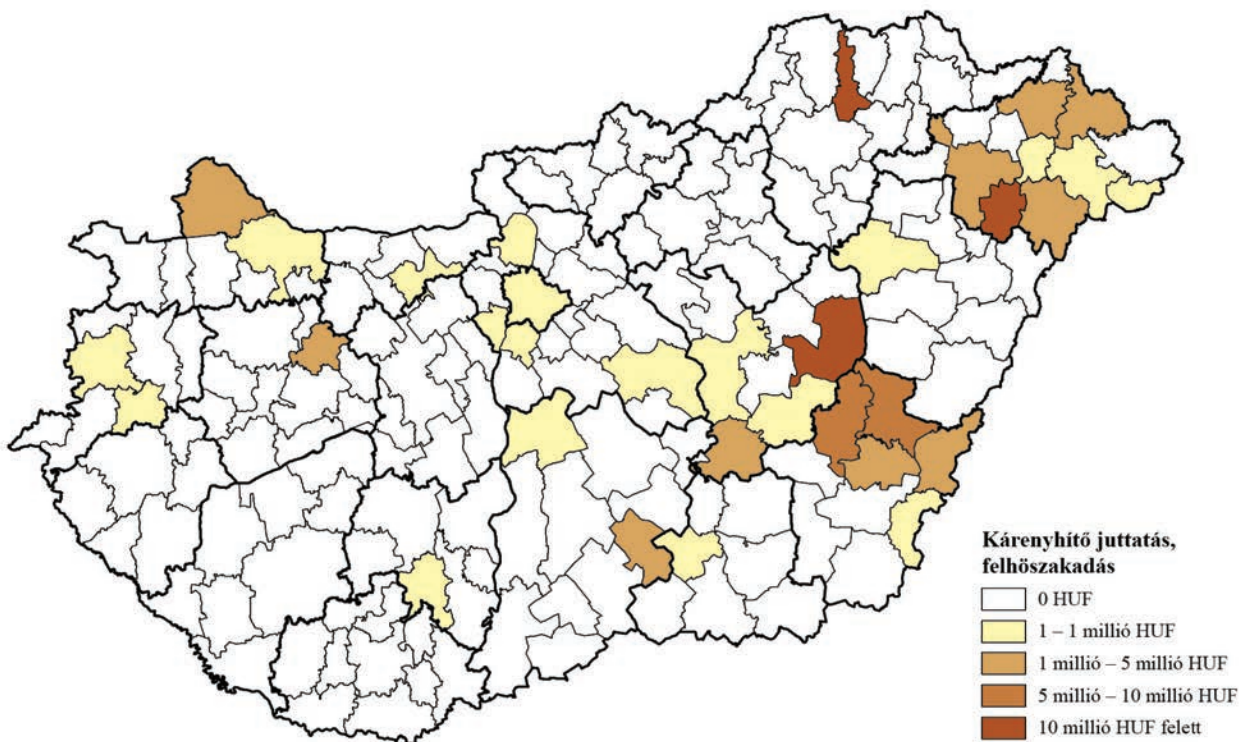 Kárenyhítő juttatás,
felhöszakadás
0 HUF
1 – 1 millió HUF
1 millió – 5 millió HUF
5 millió – 10 millió HUF
10 millió HUF felett